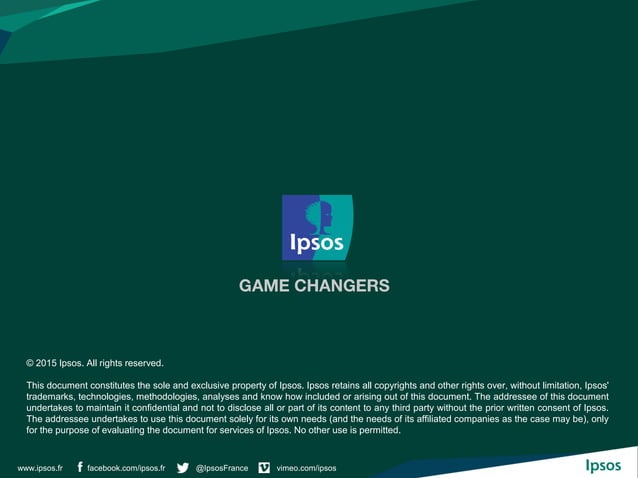 Ipsos
GAME CHANGERS
© 2015 Ipsos. All rights reserved.
This document constitutes the sole and exclusive property of Ipsos. Ipsos retains all copyrights and other rights over, without limitation, Ipsos'
trademarks, technologies, methodologies, analyses and know how included or arising out of this document. The addressee of this document
undertakes to maintain it confidential and not to disclose all or part of its content to any third party without the prior written consent of Ipsos.
The addressee undertakes to use this document solely for its own needs (and the needs of its affiliated companies as the case may be), only
for the purpose of evaluating the document for services of Ipsos. No other use is permitted.
www.ipsos.fr facebook.com/ipsos.fr @IpsosFrance vimeo.com/ipsos Ipsos